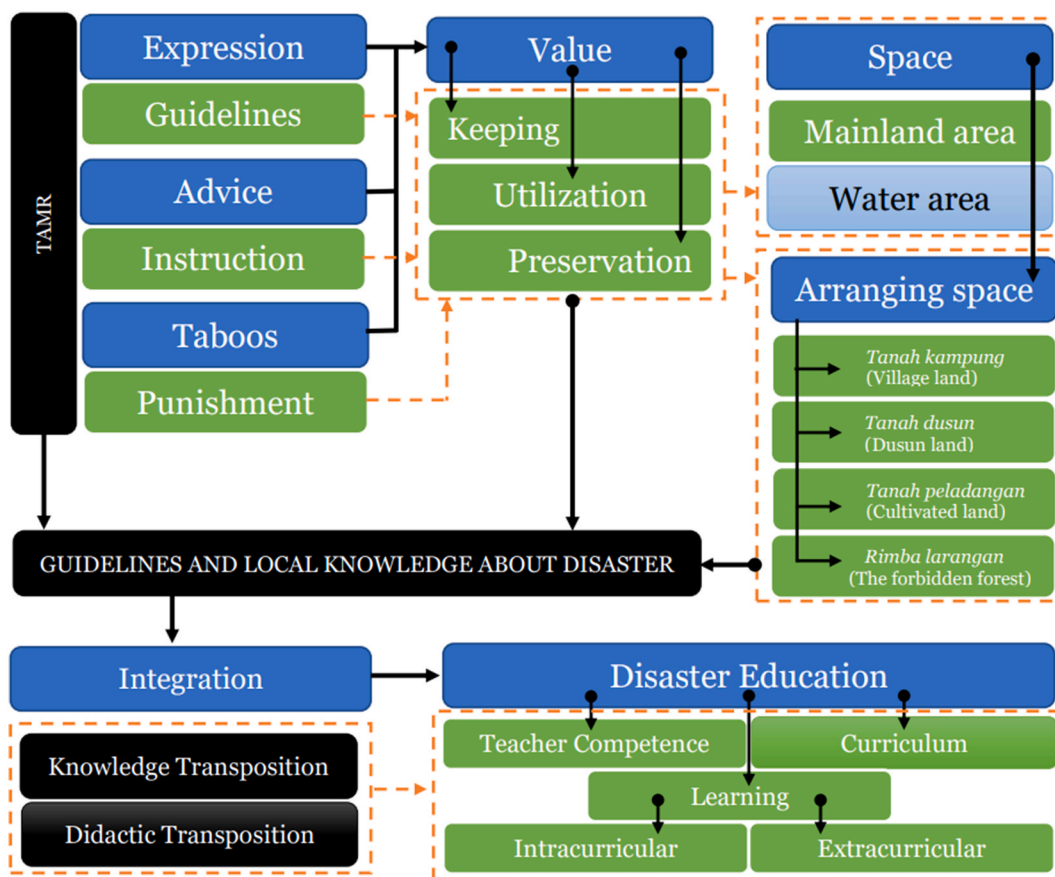 TAMR
Expression
Guidelines
Advice
Instruction
Taboos
Punishment
Value
Keeping
Utilization
Preservation
Space
Mainland area
Water area
Arranging space
Tanah kampung
(Village land)
Tanah dusun
(Dusun land)
Tanah peladangan
(Cultivated land)
Rimba larangan
(The forbidden forest)
GUIDELINES AND LOCAL KNOWLEDGE ABOUT DISASTER
Integration
Knowledge Transposition
Didactic Transposition
Disaster Education
Teacher Competence
Curriculum
Learning
Intracurricular
Extracurricular